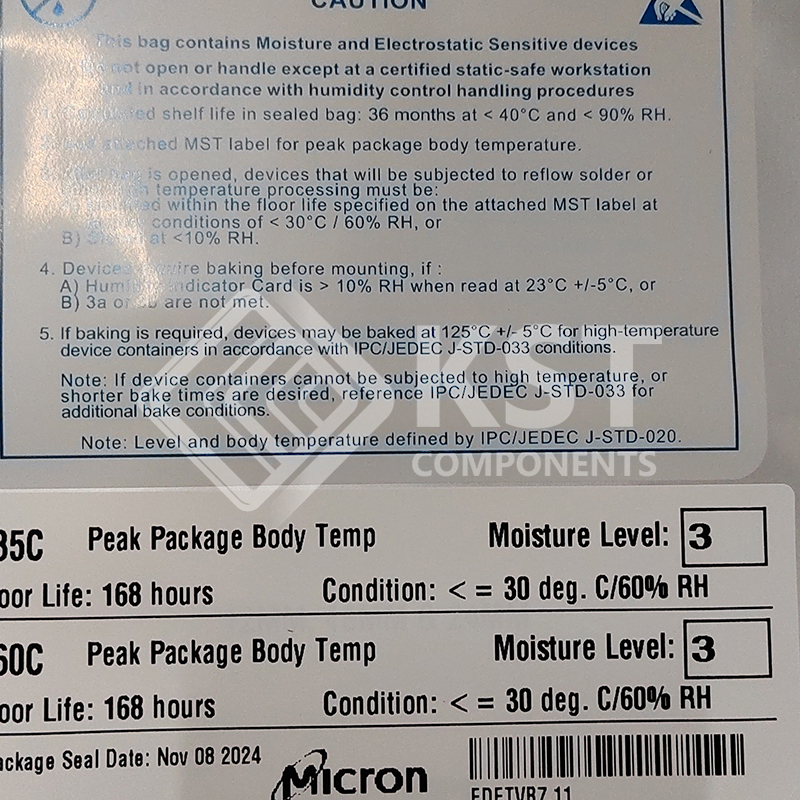 CAUTION
This bag contains Moisture and Electrostatic Sensitive devices
not open or handle except at a certified static-safe workstation
and in accordance with humidity control handling procedures
shelf life in sealed bag: 36 months at < 40°C and < 90% RH.
attached MST label for peak package body temperature.
is opened, devices that will be subjected to reflow solder or
temperature processing must be:
within the floor life specified on the attached MST label at
conditions of < 30°C / 60% RH, or
B) at <10% RH.
4. Devices require baking before mounting, if :
A) Humidity Indicator Card is > 10% RH when read at 23°C +/-5°C, or
B) 3a or are not met.
5. If baking is required, devices may be baked at 125°C +/- 5°C for high-temperature
device containers in accordance with IPC/JEDEC J-STD-033 conditions.
Note: If device containers cannot be subjected to high temperature, or
shorter bake times are desired, reference IPC/JEDEC J-STD-033 for
additional bake conditions.
Note: Level and body temperature defined by IPC/JEDEC J-STD-020.
KST
COMPONENTS
35C Peak Package Body Temp Moisture Level: 3
oor Life: 168 hours Condition: < = 30 deg. C/60% RH
60C Peak Package Body Temp Moisture Level: 3
oor Life: 168 hours Condition: < = 30 deg. C/60% RH
ackage Seal Date: Nov 08 2024
Micron